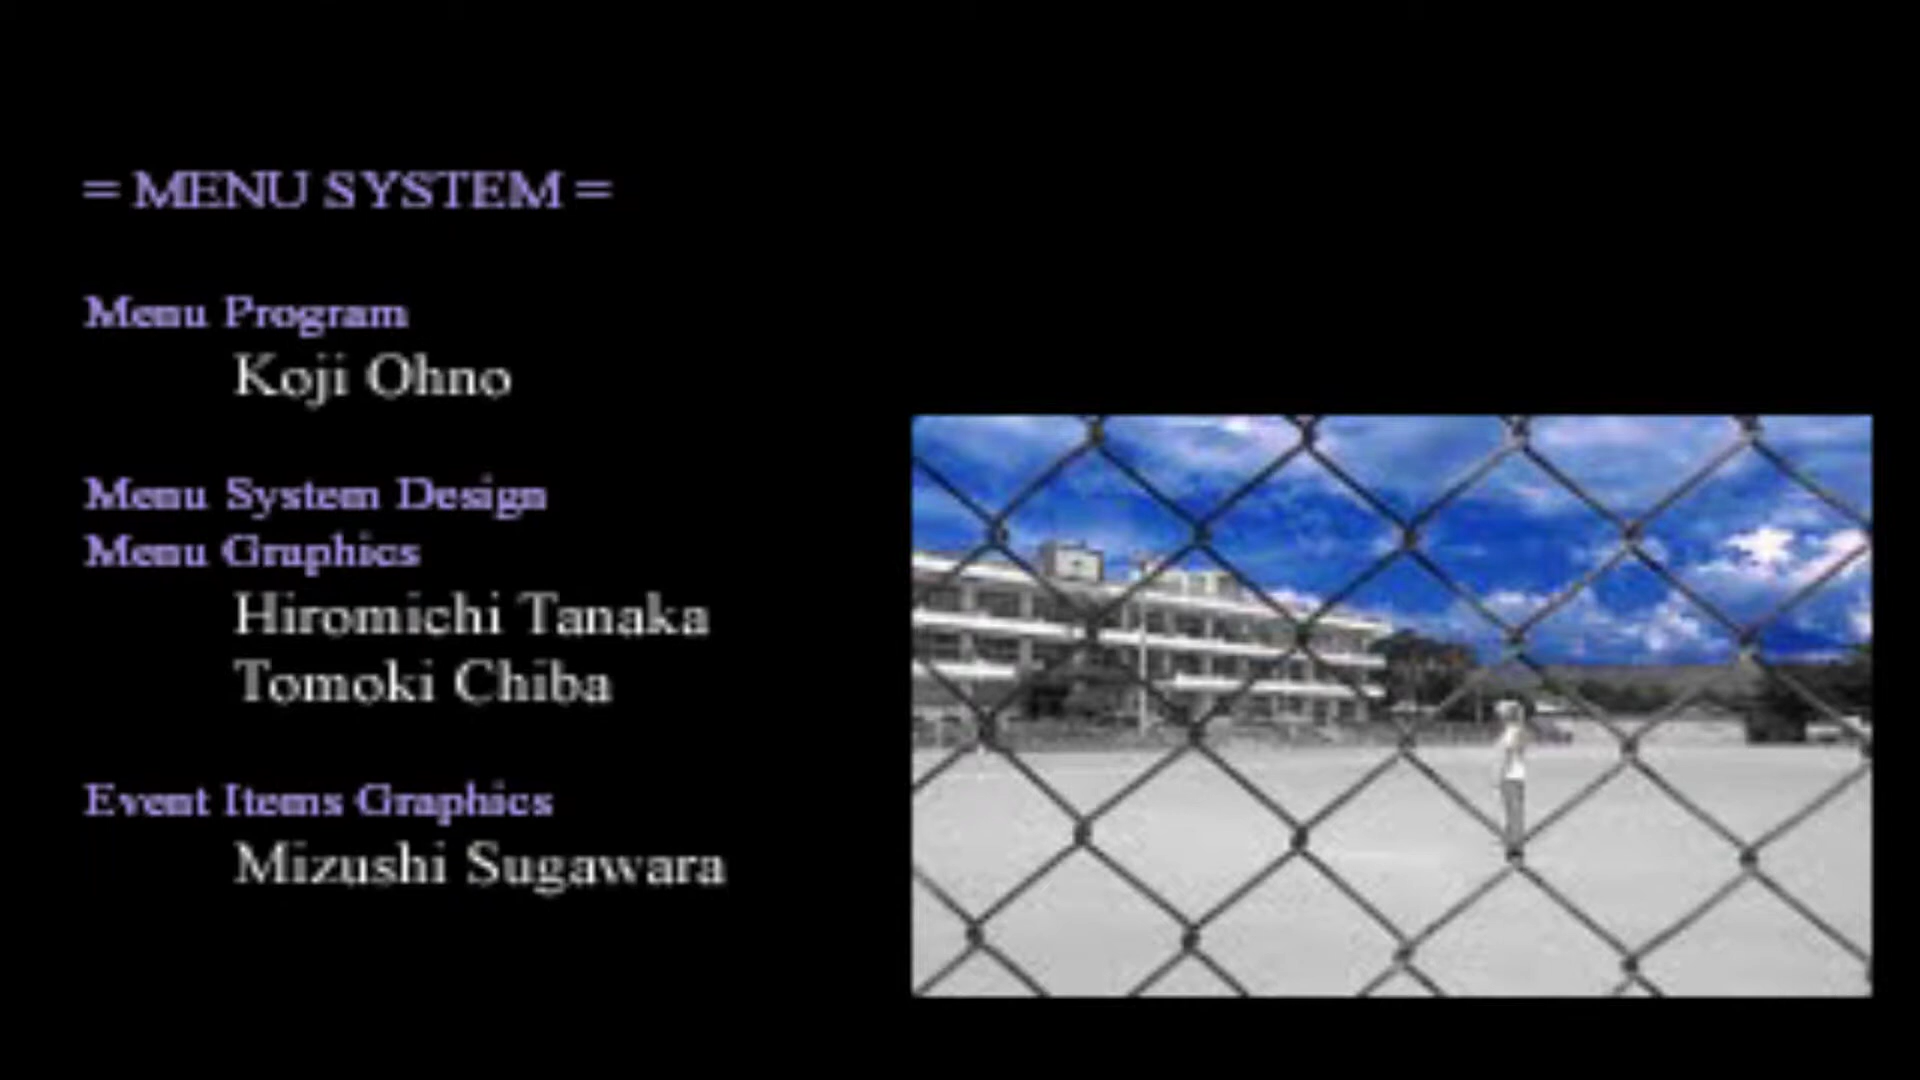 = MENU SYSTEM =
Menu Program
Koji Ohno
Menu System Design
Menu Graphics
Hiromichi Tanaka
Tomoki Chiba
Event Items Graphics
Mizushi Sugawara